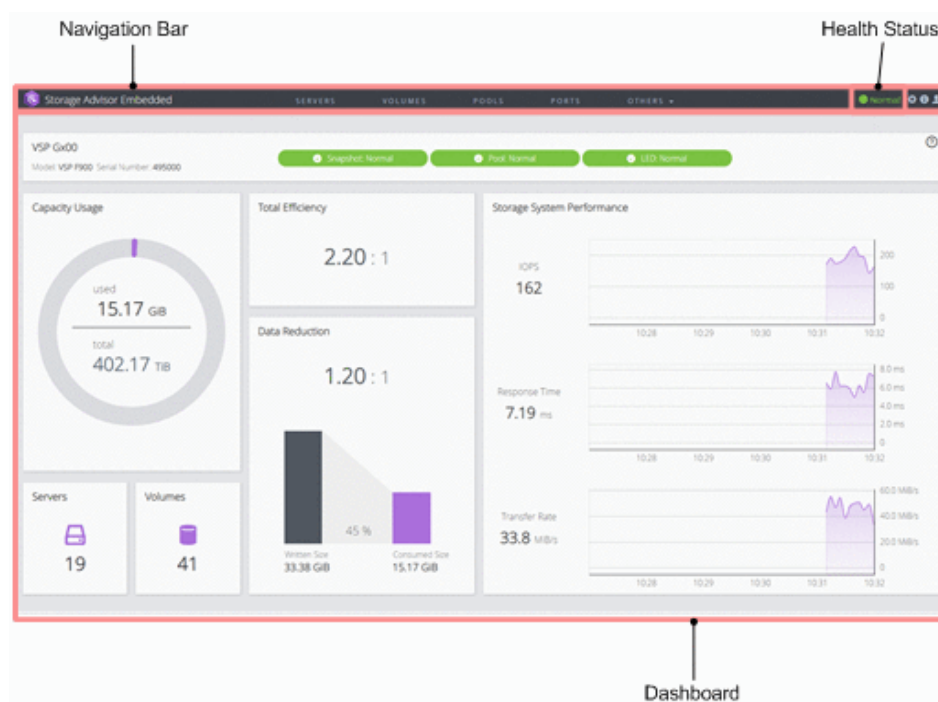 Navigation Bar
Health Status
Storage Advisor Embedded
SERVERS
VOLUMES
POOLS
PORTS
OTHERS
Normal
VSP Gx00
Model: VSP F900 Serial Number: 495000
Snapshot: Normal
Pool: Normal
LED: Normal
Capacity Usage
used
15.17 GiB
total
402.17 TiB
Servers
19
Volumes
41
Total Efficiency
2.20 : 1
Data Reduction
1.20 : 1
45 %
Written Size
33.38 GiB
Consumed Size
15.17 GiB
Storage System Performance
IOPS
162
200
100
0
10:28 10:29 10:30 10:31 10:32
Response Time
7.19 ms
8.0 ms
6.0 ms
4.0 ms
2.0 ms
0
10:28 10:29 10:30 10:31 10:32
Transfer Rate
33.8 MiB/s
60.0 MiB/s
40.0 MiB/s
20.0 MiB/s
0
10:28 10:29 10:30 10:31 10:32
Dashboard